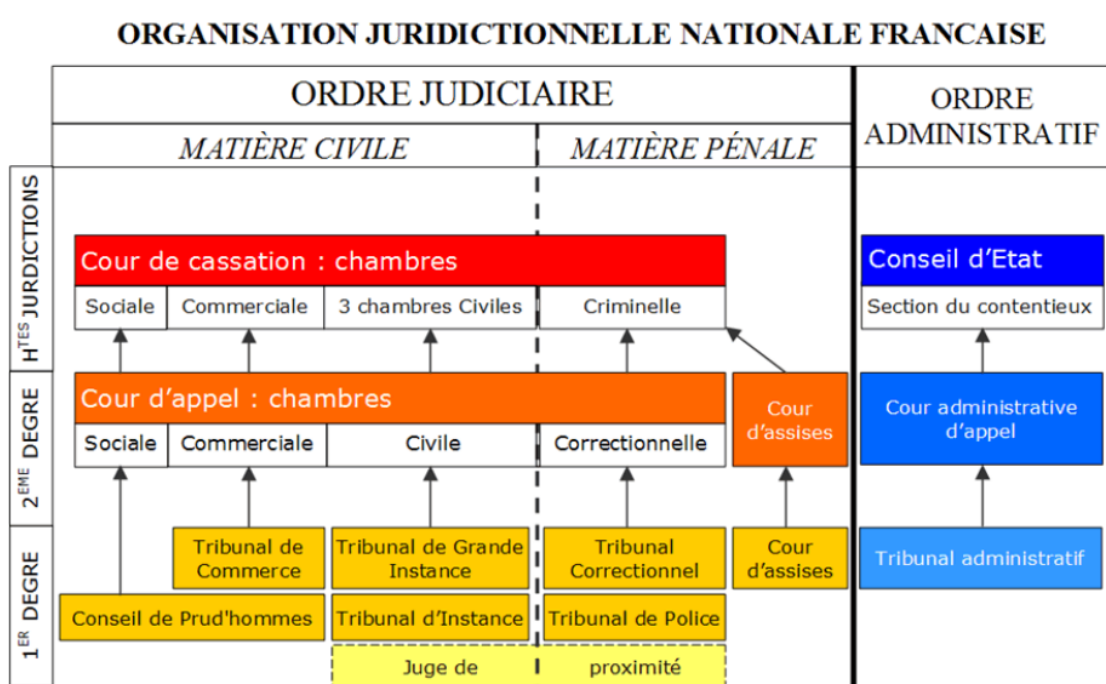 ORGANISATION JURIDICTIONNELLE NATIONALE FRANCAISE
ORDRE JUDICIAIRE
ORDRE
ADMINISTRATIF
MATIÈRE CIVILE
MATIÈRE PÉNALE
HTES JURDICTIONS
Cour de cassation : chambres
Sociale
Commerciale
3 chambres Civiles
Criminelle
Conseil d'Etat
Section du contentieux
2EME DEGRE
Cour d'appel : chambres
Sociale
Commerciale
Civile
Correctionnelle
Cour
d'assises
Cour administrative
d'appel
1ER DEGRE
Tribunal de
Commerce
Tribunal de Grande
Instance
Tribunal
Correctionnel
Cour
d'assises
Tribunal administratif
Conseil de Prud'hommes
Tribunal d'Instance
Tribunal de Police
Juge de proximité